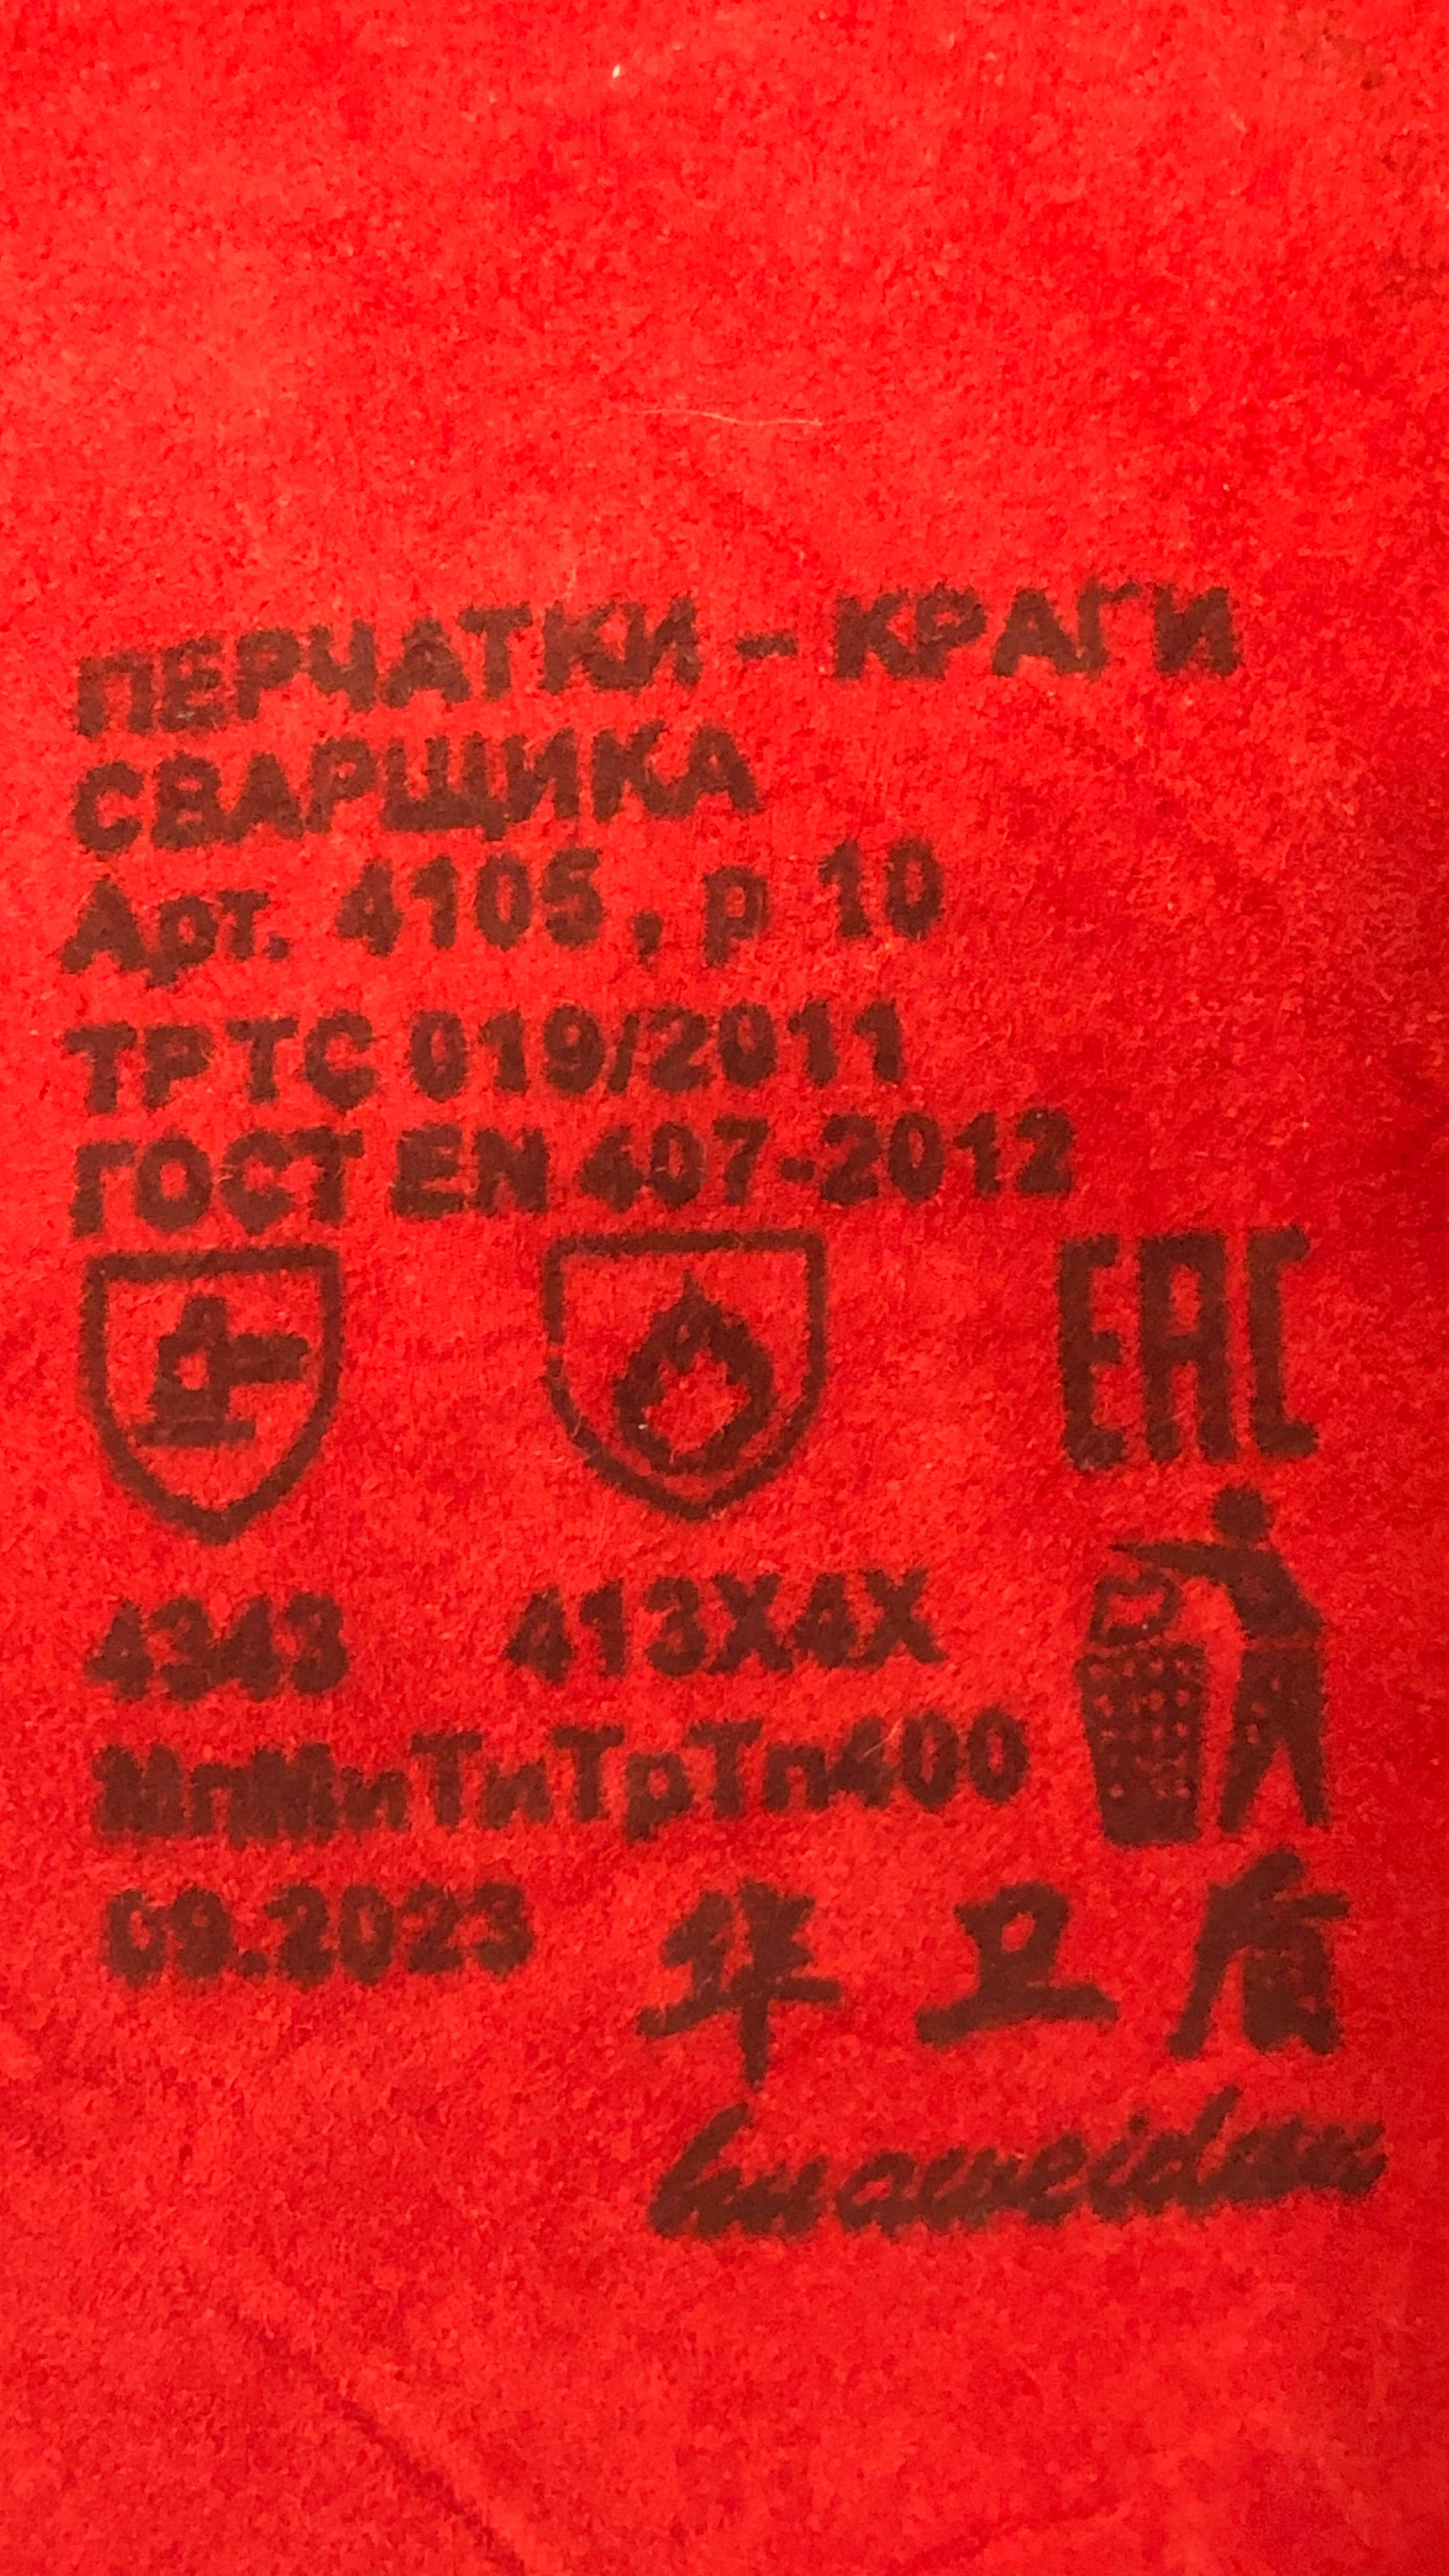 ПЕРЧАТКИ - КРАГИ
СВАРЩИКА
Арт. 4105, р 10
ТР ТС 019/2011
ГОСТ EN 407-2012
EAC
4343 413X4X
МпМиТиТрТп400
09.2023
华卫盾
huaweidun